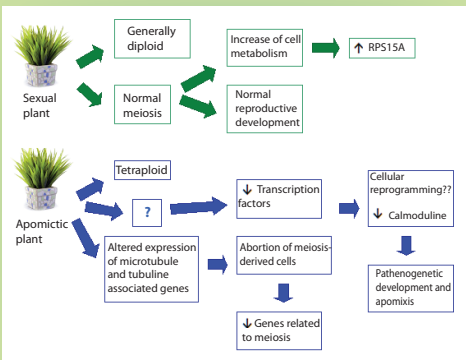 Sexual
plant
Generally
diploid
Normal
meiosis
Increase of cell
metabolism
↑ RPS15A
Normal
reproductive
development
Apomictic
plant
Tetraploid
?
Altered expression
of microtubule
and tubuline
associated genes
↓ Transcription
factors
Abortion of meiosis-
derived cells
↓ Genes related
to meiosis
Cellular
reprogramming??
↓ Calmoduline
Pathenogenetic
development and
apomixis